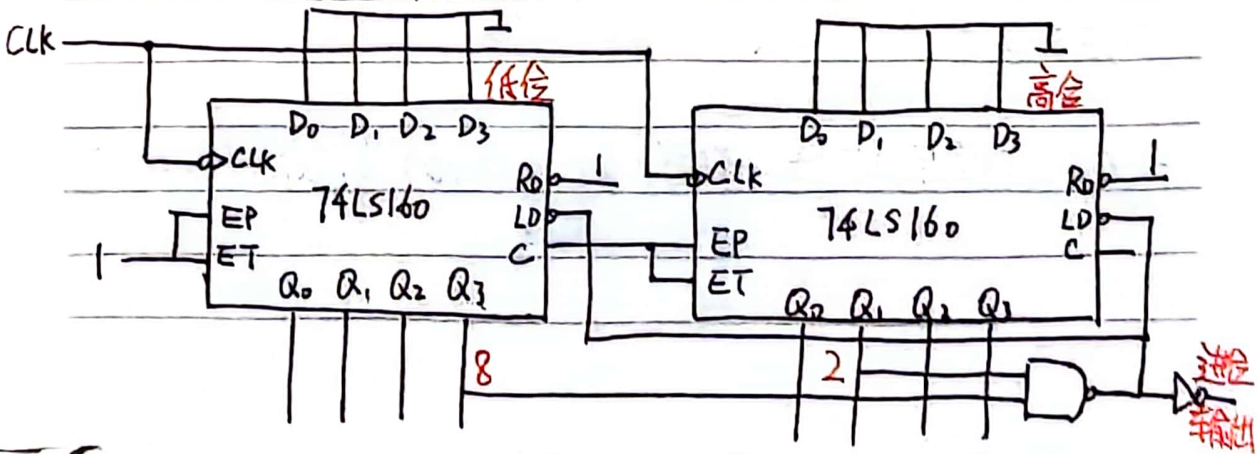 CLK
低位
高位
D0 D1 D2 D3
D0 D1 D2 D3
CLK
CLK
RD 1
RD 1
74LS160
74LS160
EP
LD
LD
1 ET
C
EP
C
ET
Q0 Q1 Q2 Q3
Q0 Q1 Q2 Q3
8
2
进位
输出